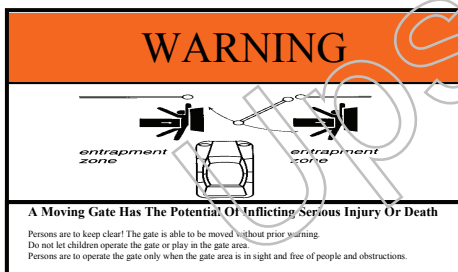 WARNING
entrapment entrapment
zone zone
A Moving Gate Has The Potential Of Inflicting Serious Injury Or Death
Persons are to keep clear! The gate is able to be moved without prior warning.
Do not let children operate the gate or play in the gate area.
Persons are to operate the gate only when the gate area is in sight and free of people and obstructions.
Ups